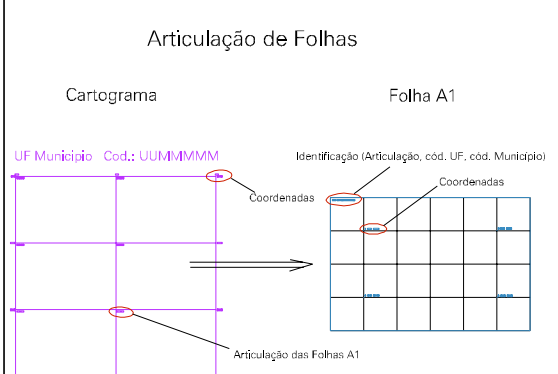 Articulação de Folhas
Cartograma
Folha A1
UF Município Cod.: UUMMMMM
Identificação (Articulação, cód. UF, cód. Município)
Coordenadas
Coordenadas
Articulação das Folhas A1